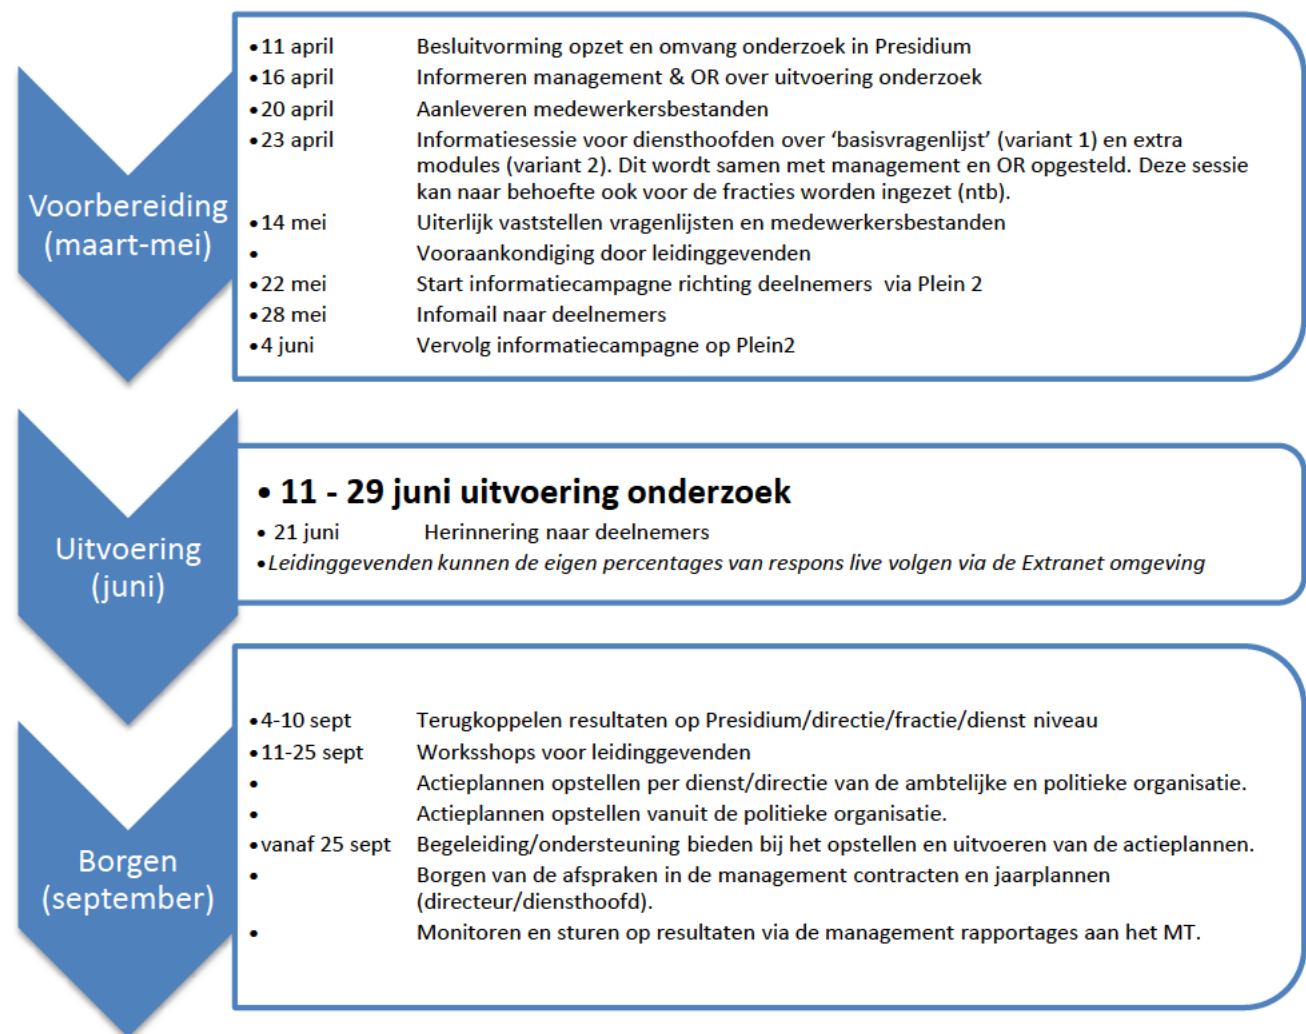 Voorbereiding
(maart-mei)
•11 april Besluitvorming opzet en omvang onderzoek in Presidium
•16 april Informeren management & OR over uitvoering onderzoek
•20 april Aanleveren medewerkersbestanden
•23 april Informatiesessie voor diensthoofden over ‘basisvragenlijst’ (variant 1) en extra
modules (variant 2). Dit wordt samen met management en OR opgesteld. Deze sessie
kan naar behoefte ook voor de fracties worden ingezet (ntb).
•14 mei Uiterlijk vaststellen vragenlijsten en medewerkersbestanden
• Vooraankondiging door leidinggevenden
•22 mei Start informatiecampagne richting deelnemers via Plein 2
•28 mei Infomail naar deelnemers
•4 juni Vervolg informatiecampagne op Plein2
Uitvoering
(juni)
• 11 - 29 juni uitvoering onderzoek
• 21 juni Herinnering naar deelnemers
•Leidinggevenden kunnen de eigen percentages van respons live volgen via de Extranet omgeving
Borgen
(september)
•4-10 sept Terugkoppelen resultaten op Presidium/directie/fractie/dienst niveau
•11-25 sept Worksshops voor leidinggevenden
• Actieplannen opstellen per dienst/directie van de ambtelijke en politieke organisatie.
• Actieplannen opstellen vanuit de politieke organisatie.
•vanaf 25 sept Begeleiding/ondersteuning bieden bij het opstellen en uitvoeren van de actieplannen.
• Borgen van de afspraken in de management contracten en jaarplannen
(directeur/diensthoofd).
• Monitoren en sturen op resultaten via de management rapportages aan het MT.